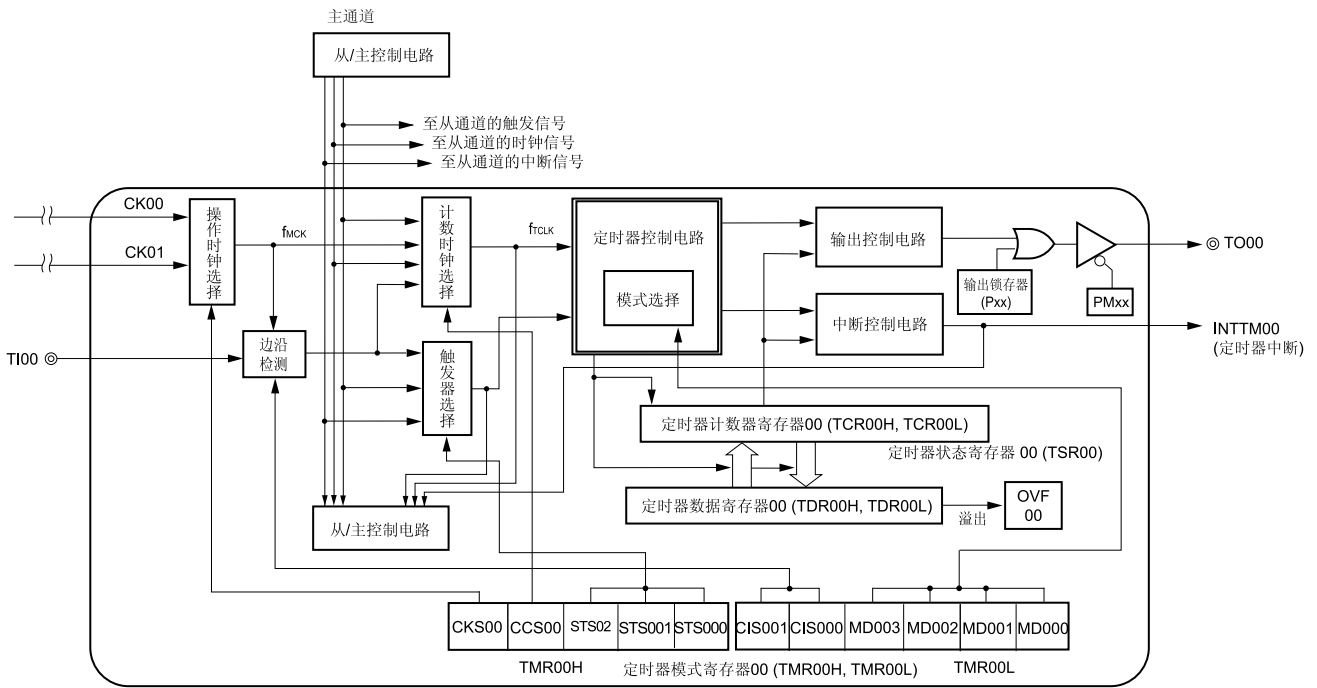 主通道
从/主控制电路
至从通道的触发信号
至从通道的时钟信号
至从通道的中断信号
CK00
CK01
操作时钟选择
fMCK
计数时钟选择
fTCLK
定时器控制电路
模式选择
输出控制电路
输出锁存器
(Pxx)
PMxx
TO00
中断控制电路
INTTM00
(定时器中断)
TI00
边沿
检测
触发器选择
定时器计数器寄存器00 (TCR00H, TCR00L)
定时器状态寄存器 00 (TSR00)
定时器数据寄存器00 (TDR00H, TDR00L)
溢出
OVF
00
从/主控制电路
CKS00 CCS00 STS02 STS001 STS000 CIS001 CIS000 MD003 MD002 MD001 MD000
TMR00H 定时器模式寄存器00 (TMR00H, TMR00L) TMR00L